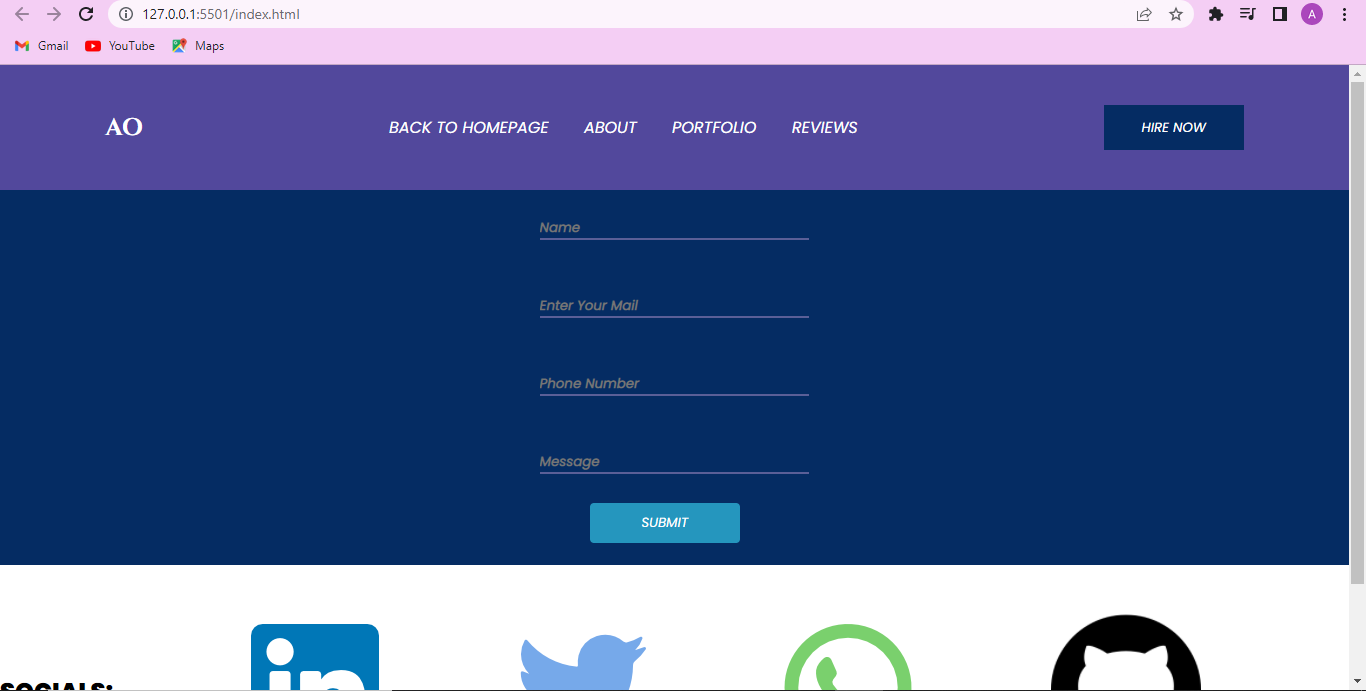 127.0.0.1:5501/index.html
A
Gmail YouTube Maps
AO
BACK TO HOMEPAGE ABOUT PORTFOLIO REVIEWS
HIRE NOW
Name
Enter Your Mail
Phone Number
Message
SUBMIT
in
SOCIALS: